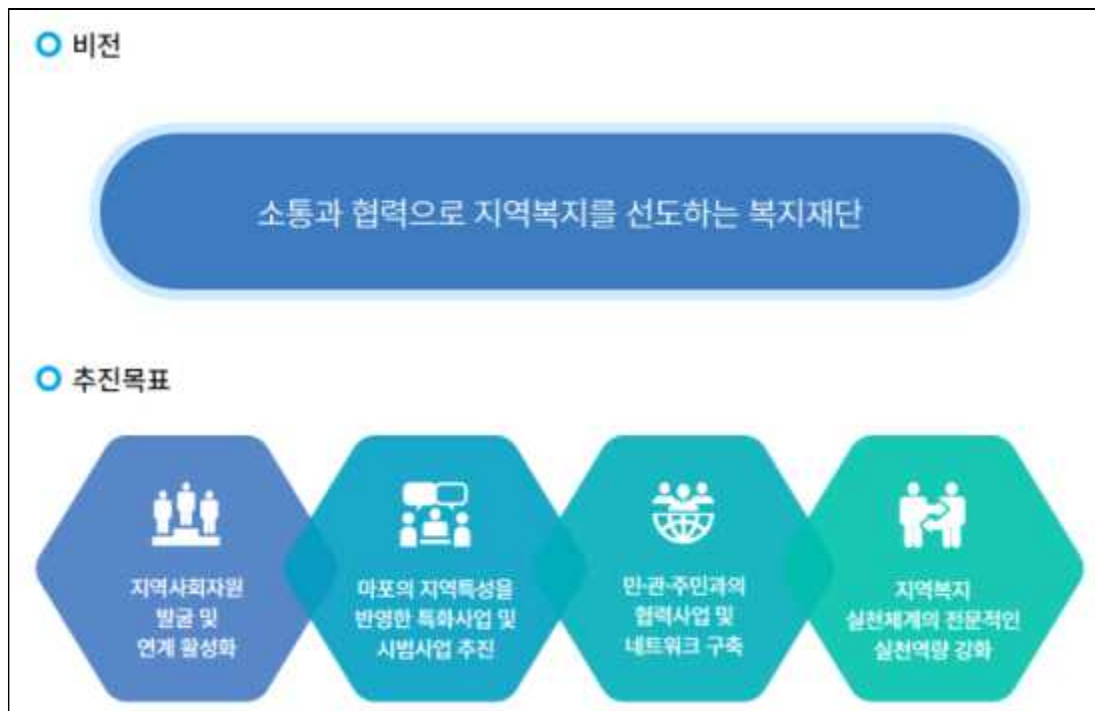 비전
소통과 협력으로 지역복지를 선도하는 복지재단
추진목표
지역사회자원
발굴 및
연계 활성화
마포의 지역특성을
반영한 특화사업 및
시범사업 추진
민·관·주민과의
협력사업 및
네트워크 구축
지역복지
실천체계의 전문적인
실천역량 강화